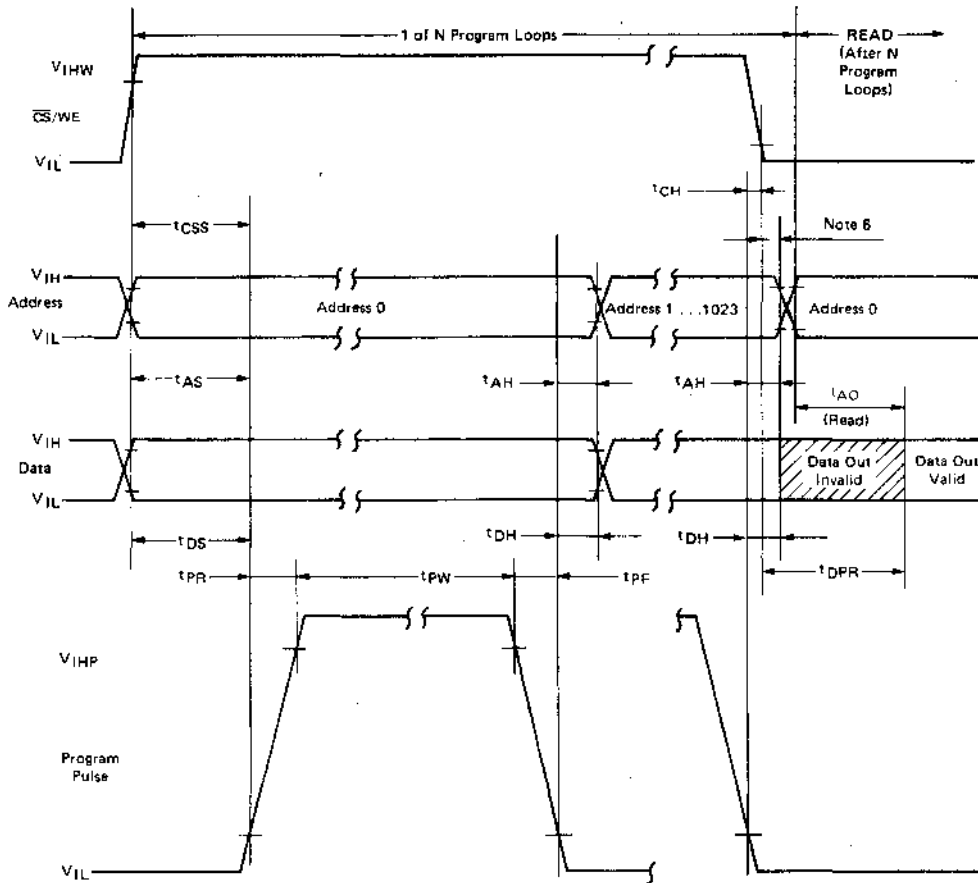 1 of N Program Loops
READ
(After N
Program
Loops)
VIHW
CS/WE
VIL
tCH
tCSS
Note 6
VIH
Address
VIL
Address 0
Address 1 ...1023
Address 0
tAS
tAH
tAH
tAO
(Read)
VIH
Data
VIL
Data Out
Invalid
Data Out
Valid
tDS
tDH
tDH
tPR
tPW
tPF
tDPR
VIHP
Program
Pulse
VIL